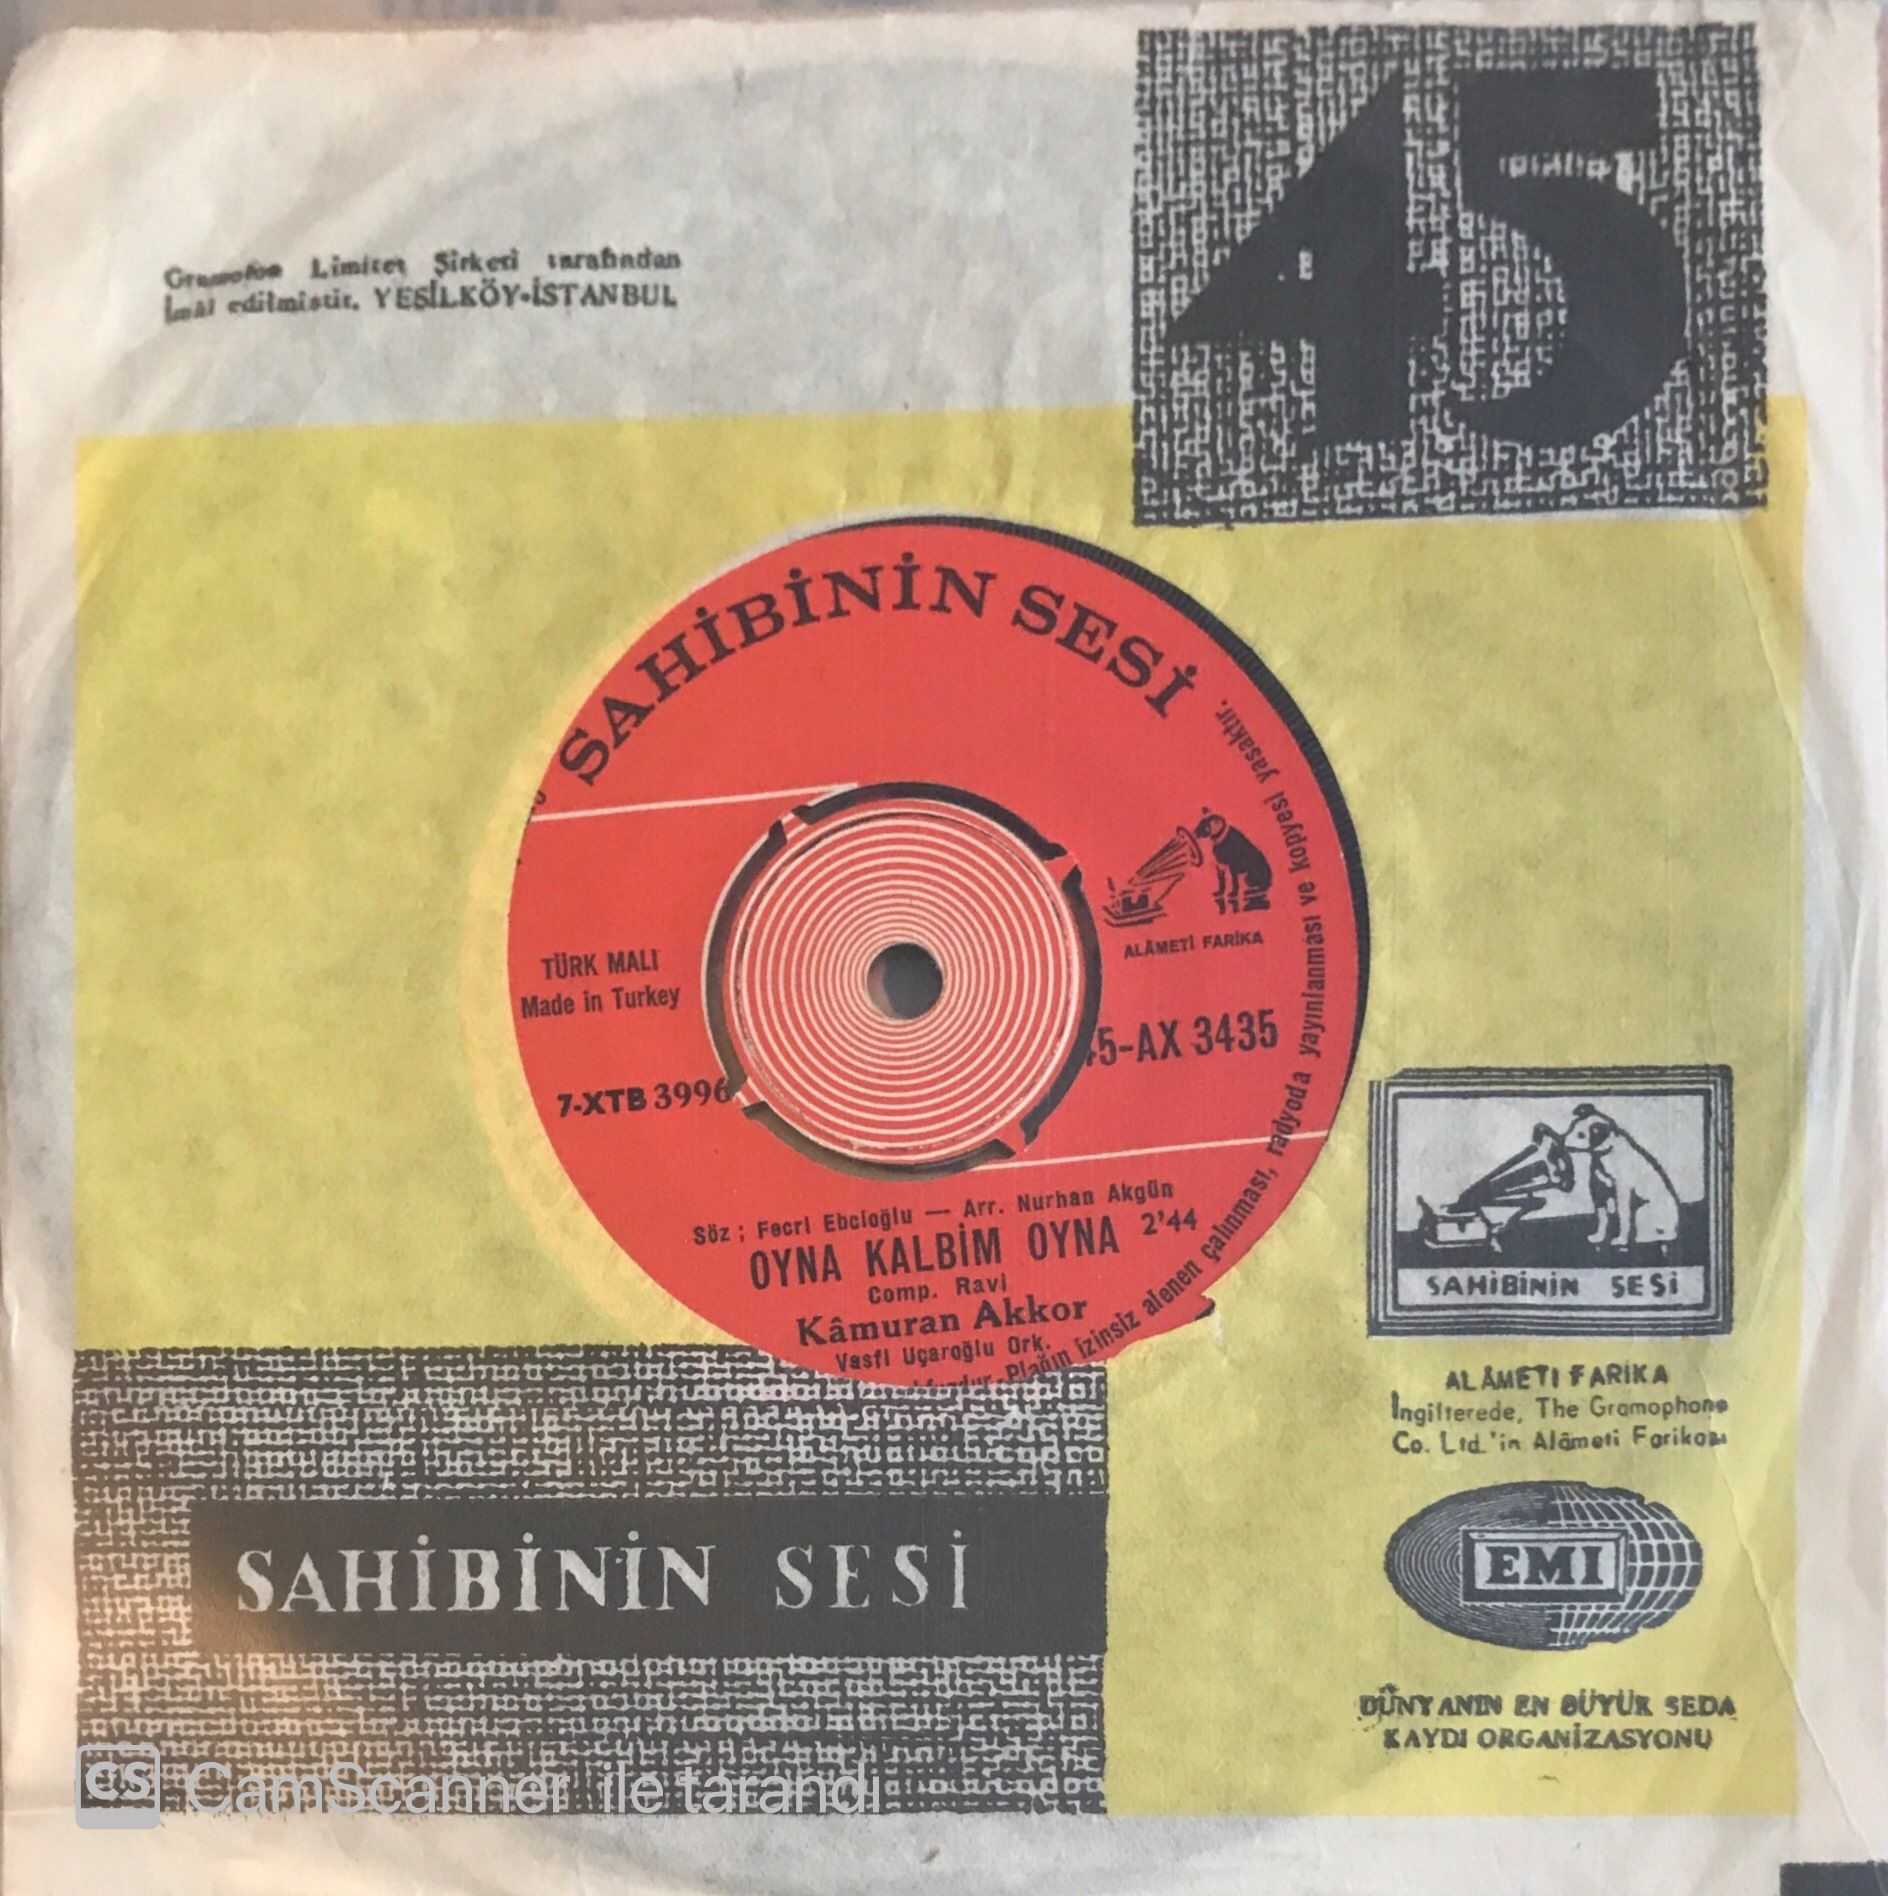 45
Gramofon Limitet Şirketi tarafından
İmâl edilmiştir. YEŞİLKÖY-İSTANBUL
SAHİBİNİN SESİ
ALÂMETİ FARİKA
TÜRK MALI
Made in Turkey
45-AX 3435
7-XTB 3996
Söz ; Fecri Ebcioğlu — Arr. Nurhan Akgün
OYNA KALBİM OYNA 2'44
Comp. Ravi
Kâmuran Akkor
Vasfi Uçaroğlu Ork.
Plağın izinsiz alenen çalınması, radyoda yayınlanması ve kopyesi yasaktır.
SAHİBİNİN SESİ
ALÂMETİ FARİKA
İngilterede, The Gramophone
Co. Ltd.'in Alâmeti Farikası
EMI
DÜNYANIN EN BÜYÜK SEDA
KAYDI ORGANİZASYONU
SAHİBİNİN SESİ
CS CamScanner ile tarandı